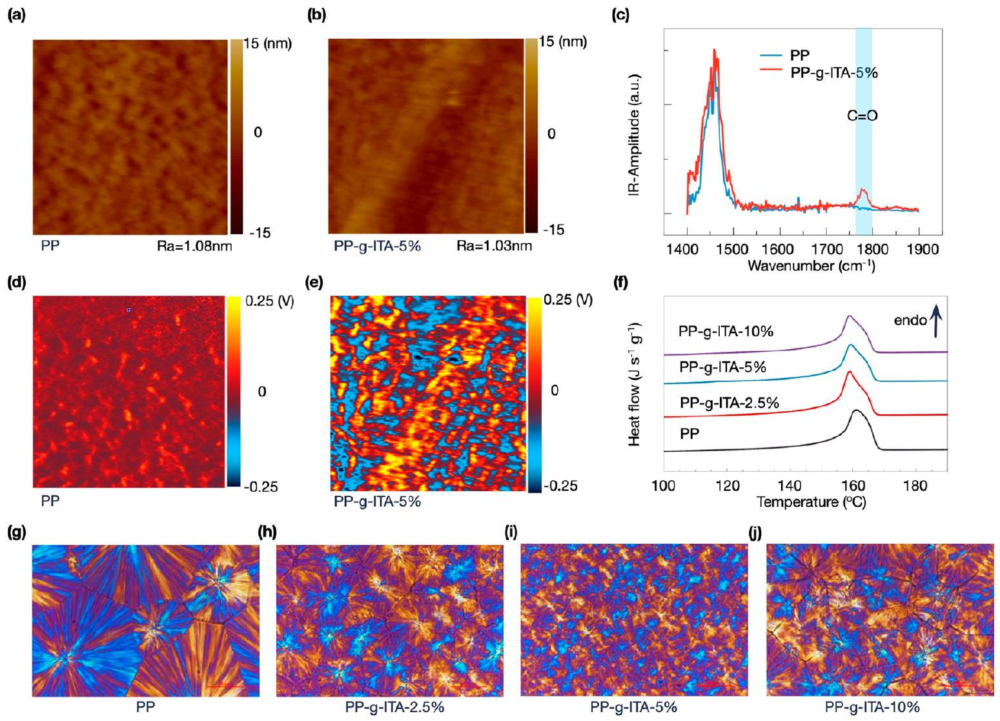 (a)
15 (nm)
0
-15
PP
Ra=1.08nm
(b)
15 (nm)
0
-15
PP-g-ITA-5%
Ra=1.03nm
(c)
PP
PP-g-ITA-5%
C=O
IR-Amplitude (a.u.)
1400 1500 1600 1700 1800 1900
Wavenumber (cm⁻¹)
(d)
0.25 (V)
0
-0.25
PP
(e)
0.25 (V)
0
-0.25
PP-g-ITA-5%
(f)
endo
PP-g-ITA-10%
PP-g-ITA-5%
PP-g-ITA-2.5%
PP
Heat flow (J s⁻¹ g⁻¹)
100 120 140 160 180
Temperature (°C)
(g)
PP
(h)
PP-g-ITA-2.5%
(i)
PP-g-ITA-5%
(j)
PP-g-ITA-10%